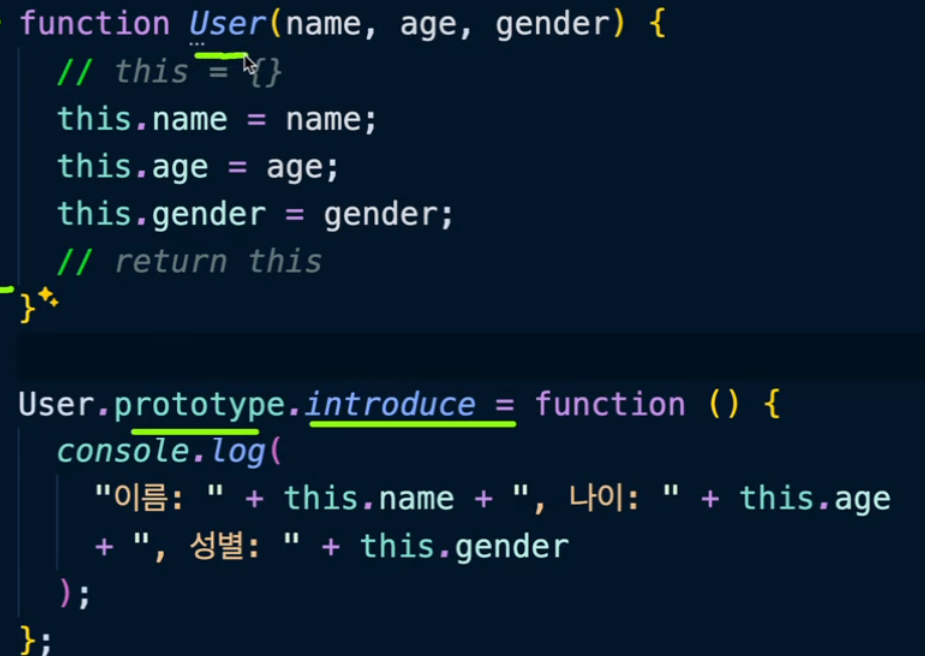 function User(name, age, gender) {
// this = {}
this.name = name;
this.age = age;
this.gender = gender;
// return this
}
User.prototype.introduce = function () {
console.log(
"이름: " + this.name + ", 나이: " + this.age
+ ", 성별: " + this.gender
);
};